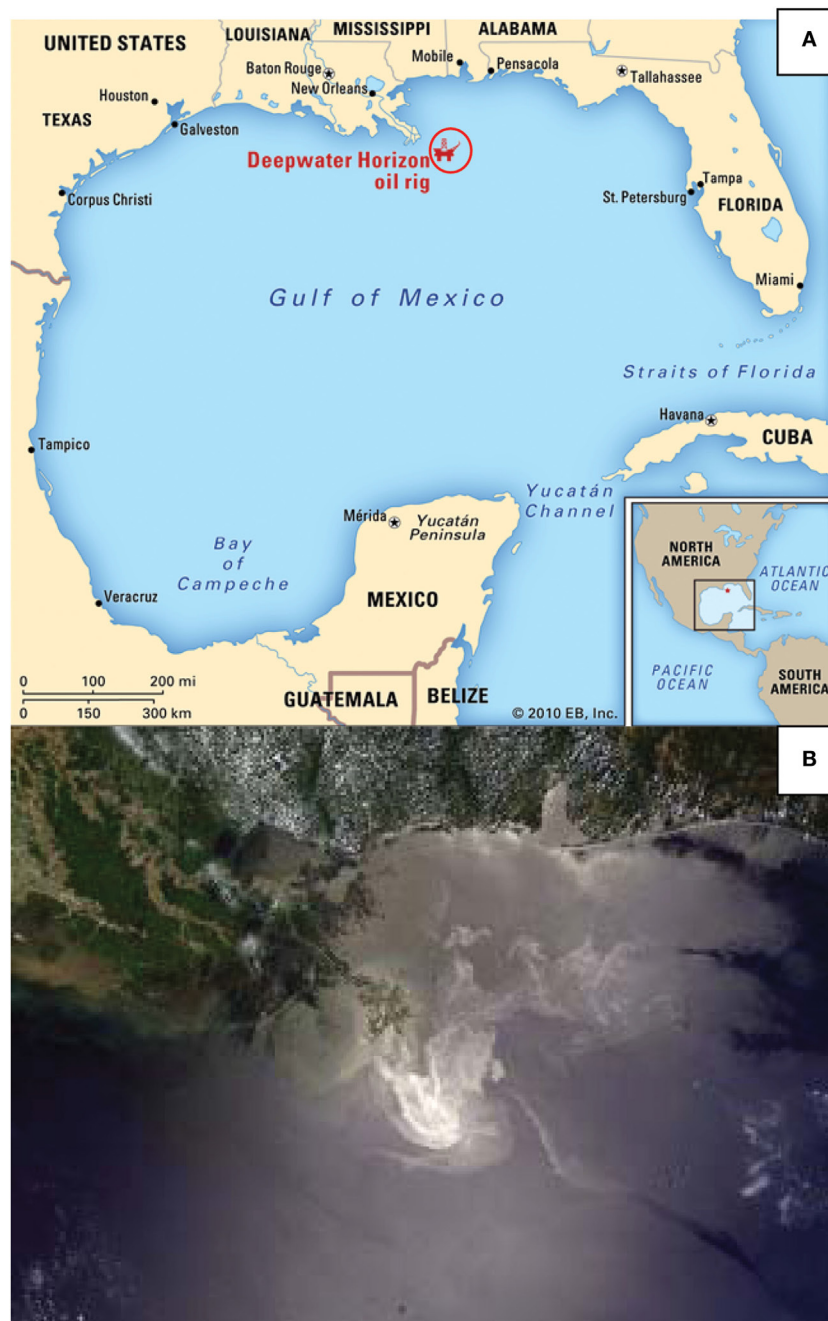 A
UNITED STATES
LOUISIANA
MISSISSIPPI
ALABAMA
Mobile
Pensacola
Baton Rouge
New Orleans
Tallahassee
Houston
TEXAS
Galveston
Deepwater Horizon
oil rig
Corpus Christi
Tampa
St. Petersburg
FLORIDA
Miami
Gulf of Mexico
Straits of Florida
Havana
CUBA
Tampico
Yucatán
Channel
Mérida
Yucatán
Peninsula
Bay
of
Campeche
Veracruz
MEXICO
NORTH
AMERICA
ATLANTIC
OCEAN
PACIFIC
OCEAN
SOUTH
AMERICA
0 100 200 mi
0 150 300 km
GUATEMALA
BELIZE
© 2010 EB, Inc.
B